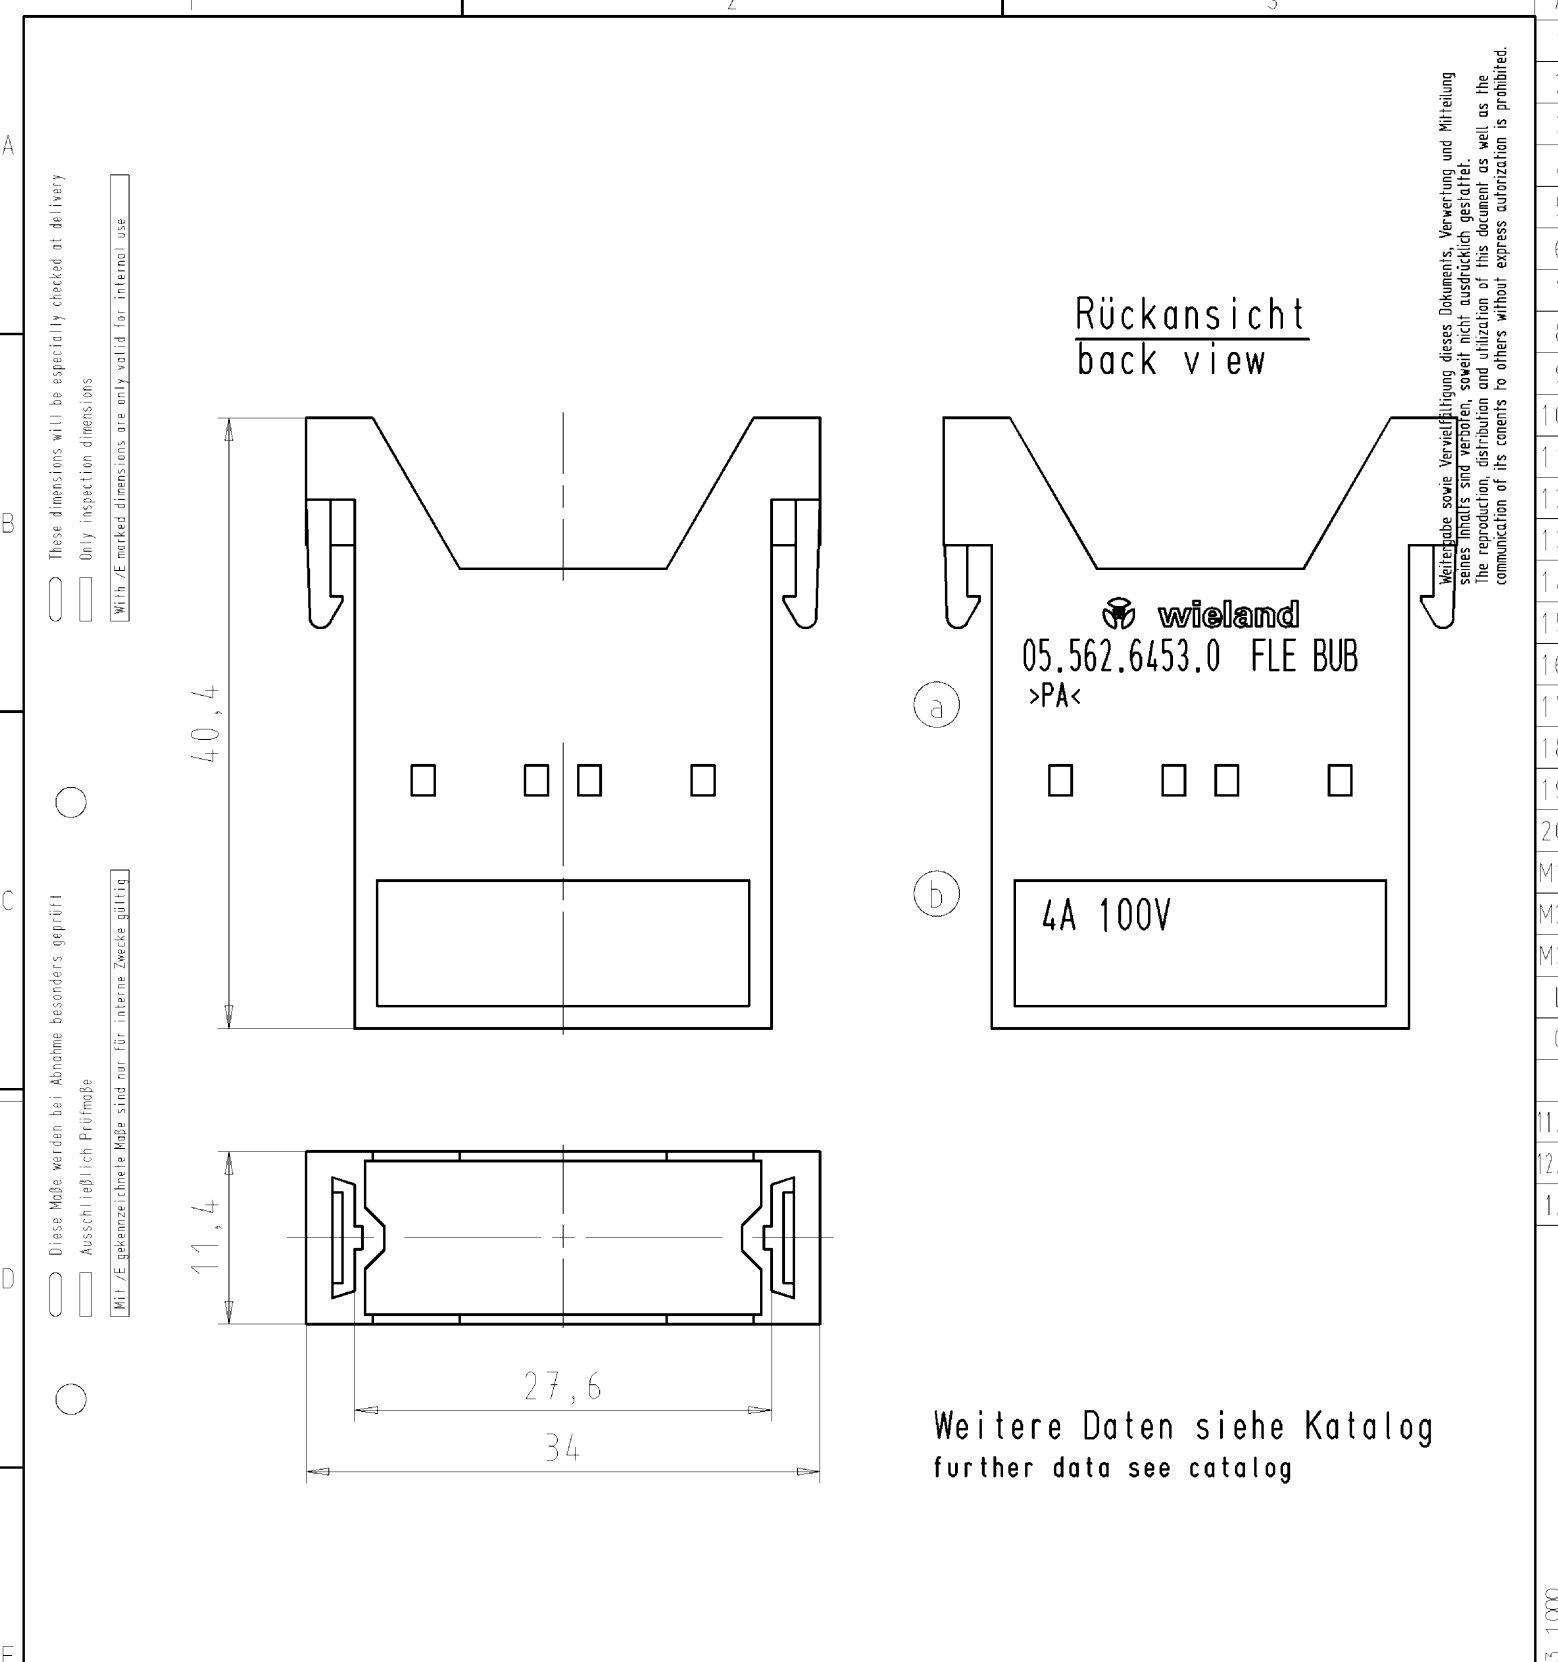 2
3
A
B
C
D
E
These dimensions will be especially checked at delivery
Only inspection dimensions
With /E marked dimensions are only valid for internal use
Diese Maße werden bei Abnahme besonders geprüft
Ausschließlich Prüfmaße
Mit /E gekennzeichnete Maße sind nur für interne Zwecke gültig
Weitergabe sowie Vervielfältigung dieses Dokuments, Verwertung und Mitteilung
seines Inhalts sind verboten, soweit nicht ausdrücklich gestattet.
The reproduction, distribution and utilization of this document as well as the
communication of its conents to others without express autorization is prohibited.
Rückansicht
back view
wieland
05.562.6453.0 FLE BUB
>PA<
a
b
4A 100V
40,4
11,4
27,6
34
Weitere Daten siehe Katalog
further data see catalog